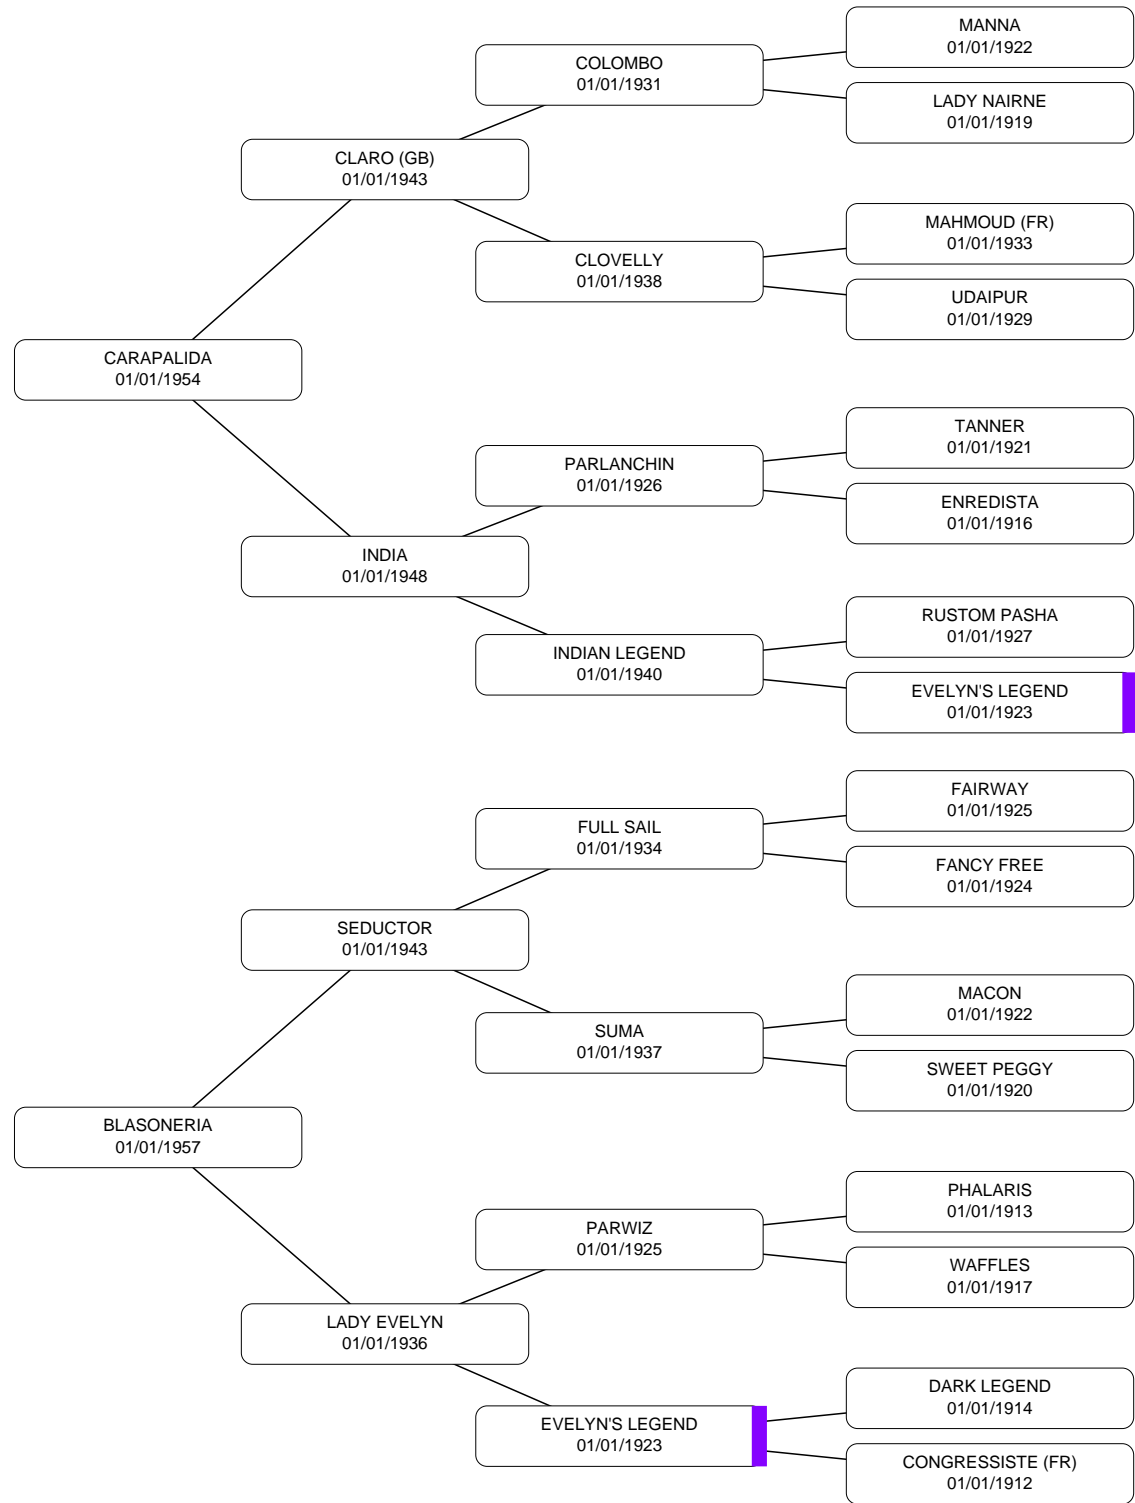 MANNA
01/01/1922
COLOMBO
01/01/1931
LADY NAIRNE
01/01/1919
CLARO (GB)
01/01/1943
MAHMOUD (FR)
01/01/1933
CLOVELLY
01/01/1938
UDAIPUR
01/01/1929
CARAPALIDA
01/01/1954
TANNER
01/01/1921
PARLANCHIN
01/01/1926
ENREDISTA
01/01/1916
INDIA
01/01/1948
RUSTOM PASHA
01/01/1927
INDIAN LEGEND
01/01/1940
EVELYN'S LEGEND
01/01/1923
FAIRWAY
01/01/1925
FULL SAIL
01/01/1934
FANCY FREE
01/01/1924
SEDUCTOR
01/01/1943
MACON
01/01/1922
SUMA
01/01/1937
SWEET PEGGY
01/01/1920
BLASONERIA
01/01/1957
PHALARIS
01/01/1913
PARWIZ
01/01/1925
WAFFLES
01/01/1917
LADY EVELYN
01/01/1936
DARK LEGEND
01/01/1914
EVELYN'S LEGEND
01/01/1923
CONGRESSISTE (FR)
01/01/1912